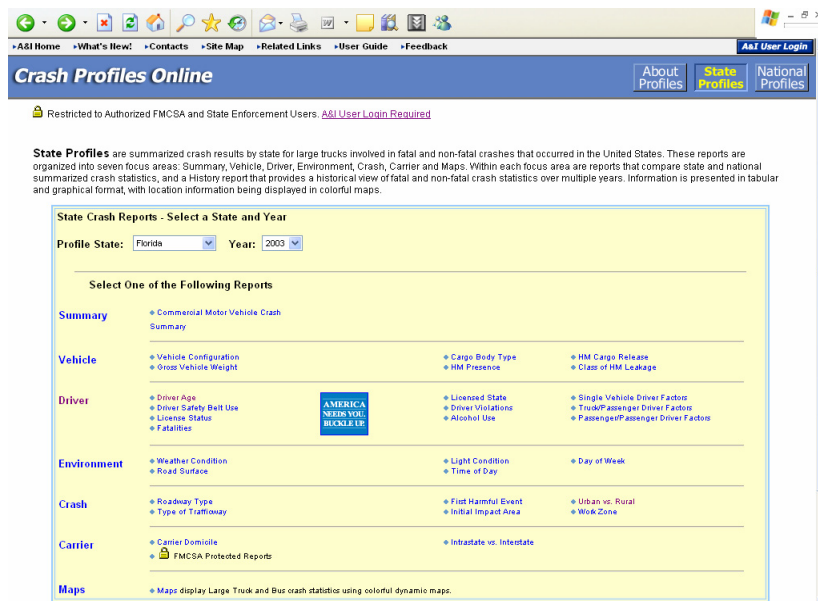 A&I Home What's New! Contacts Site Map Related Links User Guide Feedback A&I User Login
Crash Profiles Online
About Profiles State Profiles National Profiles
Restricted to Authorized FMCSA and State Enforcement Users. A&I User Login Required
State Profiles are summarized crash results by state for large trucks involved in fatal and non-fatal crashes that occurred in the United States. These reports are
organized into seven focus areas: Summary, Vehicle, Driver, Environment, Crash, Carrier and Maps. Within each focus area are reports that compare state and national
summarized crash statistics, and a History report that provides a historical view of fatal and non-fatal crash statistics over multiple years. Information is presented in tabular
and graphical format, with location information being displayed in colorful maps.
State Crash Reports - Select a State and Year
Profile State: Florida Year: 2003
Select One of the Following Reports
Summary
Commercial Motor Vehicle Crash
Summary
Vehicle
Vehicle Configuration Cargo Body Type HM Cargo Release
Gross Vehicle Weight HM Presence Class of HM Leakage
Driver
Driver Age Licensed State Single Vehicle Driver Factors
Driver Safety Belt Use Driver Violations Truck/Passenger Driver Factors
License Status Alcohol Use Passenger/Passenger Driver Factors
Fatalities
AMERICA
NEEDS YOU.
BUCKLE UP.
Environment
Weather Condition Light Condition Day of Week
Road Surface Time of Day
Crash
Roadway Type First Harmful Event Urban vs. Rural
Type of Trafficway Initial Impact Area Work Zone
Carrier
Carrier Domicile Intrastate vs. Interstate
FMCSA Protected Reports
Maps
Maps display Large Truck and Bus crash statistics using colorful dynamic maps.